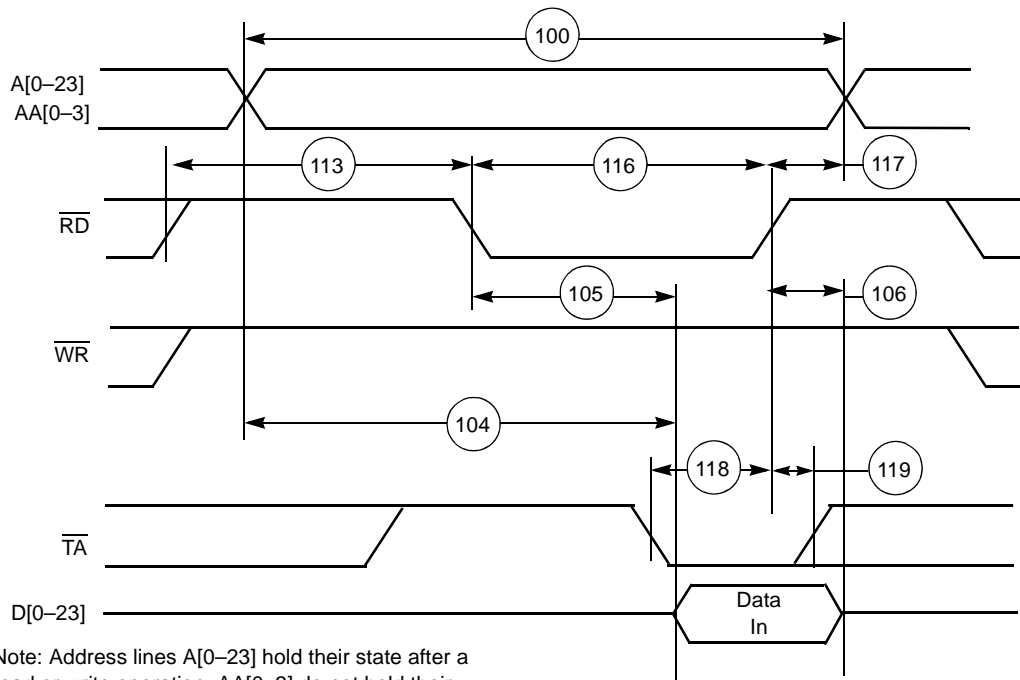 100
A[0–23]
AA[0–3]
113
116
117
RD
105
106
WR
104
118
119
TA
D[0–23]
Data
In
Note: Address lines A[0–23] hold their state after a